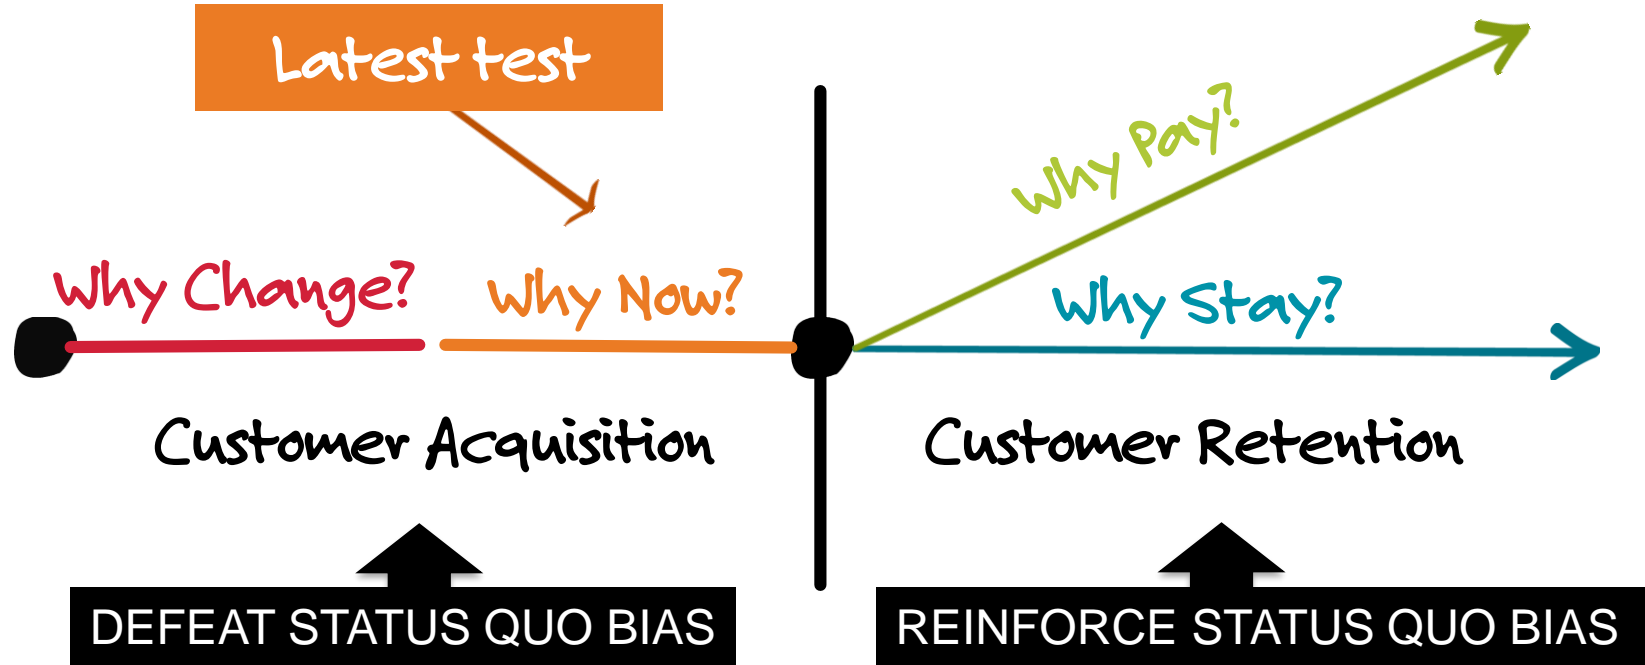 Latest test
Why Change?
Why Now?
Why Pay?
Why Stay?
Customer Acquisition
Customer Retention
DEFEAT STATUS QUO BIAS
REINFORCE STATUS QUO BIAS